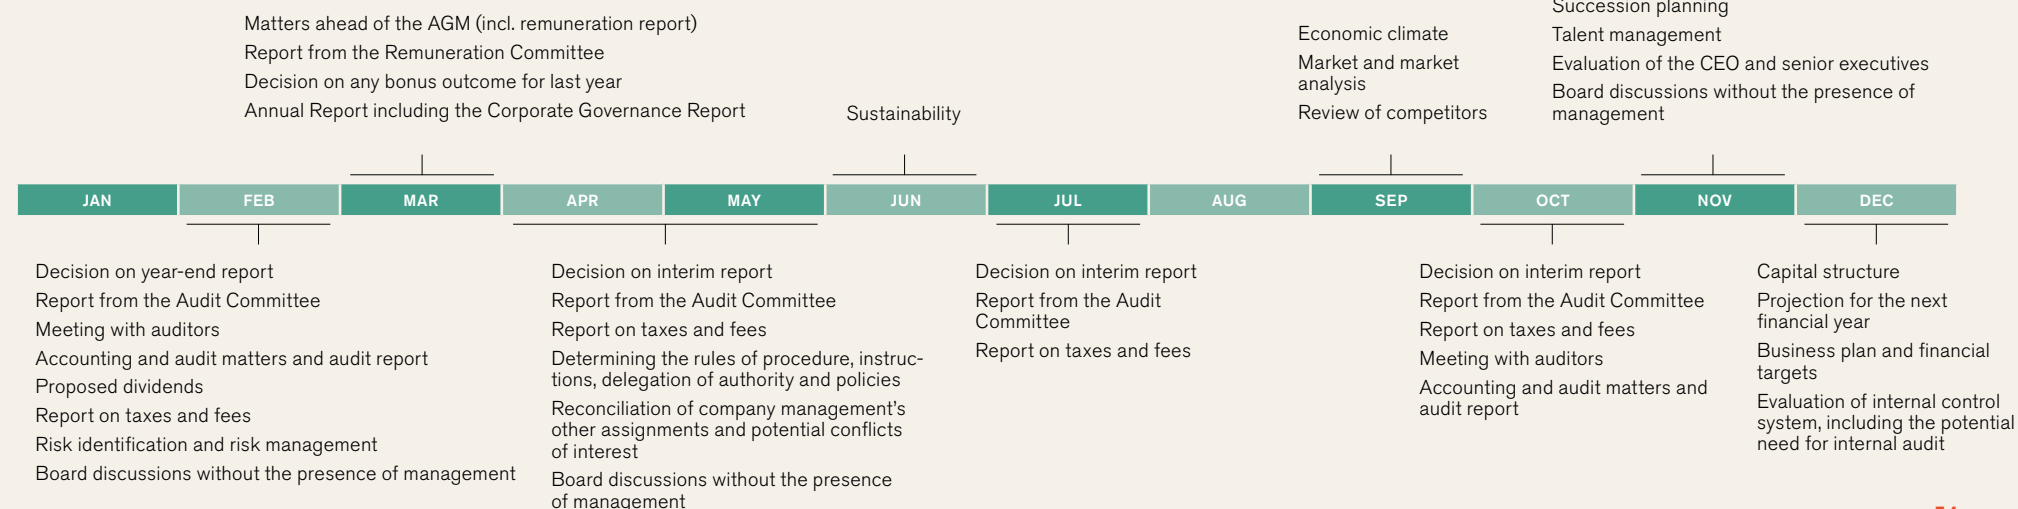 Matters ahead of the AGM (incl. remuneration report)
Report from the Remuneration Committee
Decision on any bonus outcome for last year
Annual Report including the Corporate Governance Report
Sustainability
Economic climate
Market and market
analysis
Review of competitors
Succession planning
Talent management
Evaluation of the CEO and senior executives
Board discussions without the presence of
management
JAN
FEB
MAR
APR
MAY
JUN
JUL
AUG
SEP
OCT
NOV
DEC
Decision on year-end report
Report from the Audit Committee
Meeting with auditors
Accounting and audit matters and audit report
Proposed dividends
Report on taxes and fees
Risk identification and risk management
Board discussions without the presence of management
Decision on interim report
Report from the Audit Committee
Report on taxes and fees
Determining the rules of procedure, instruc-
tions, delegation of authority and policies
Reconciliation of company management’s
other assignments and potential conflicts
of interest
Board discussions without the presence
of management
Decision on interim report
Report from the Audit
Committee
Report on taxes and fees
Decision on interim report
Report from the Audit Committee
Report on taxes and fees
Meeting with auditors
Accounting and audit matters and
audit report
Capital structure
Projection for the next
financial year
Business plan and financial
targets
Evaluation of internal control
system, including the potential
need for internal audit